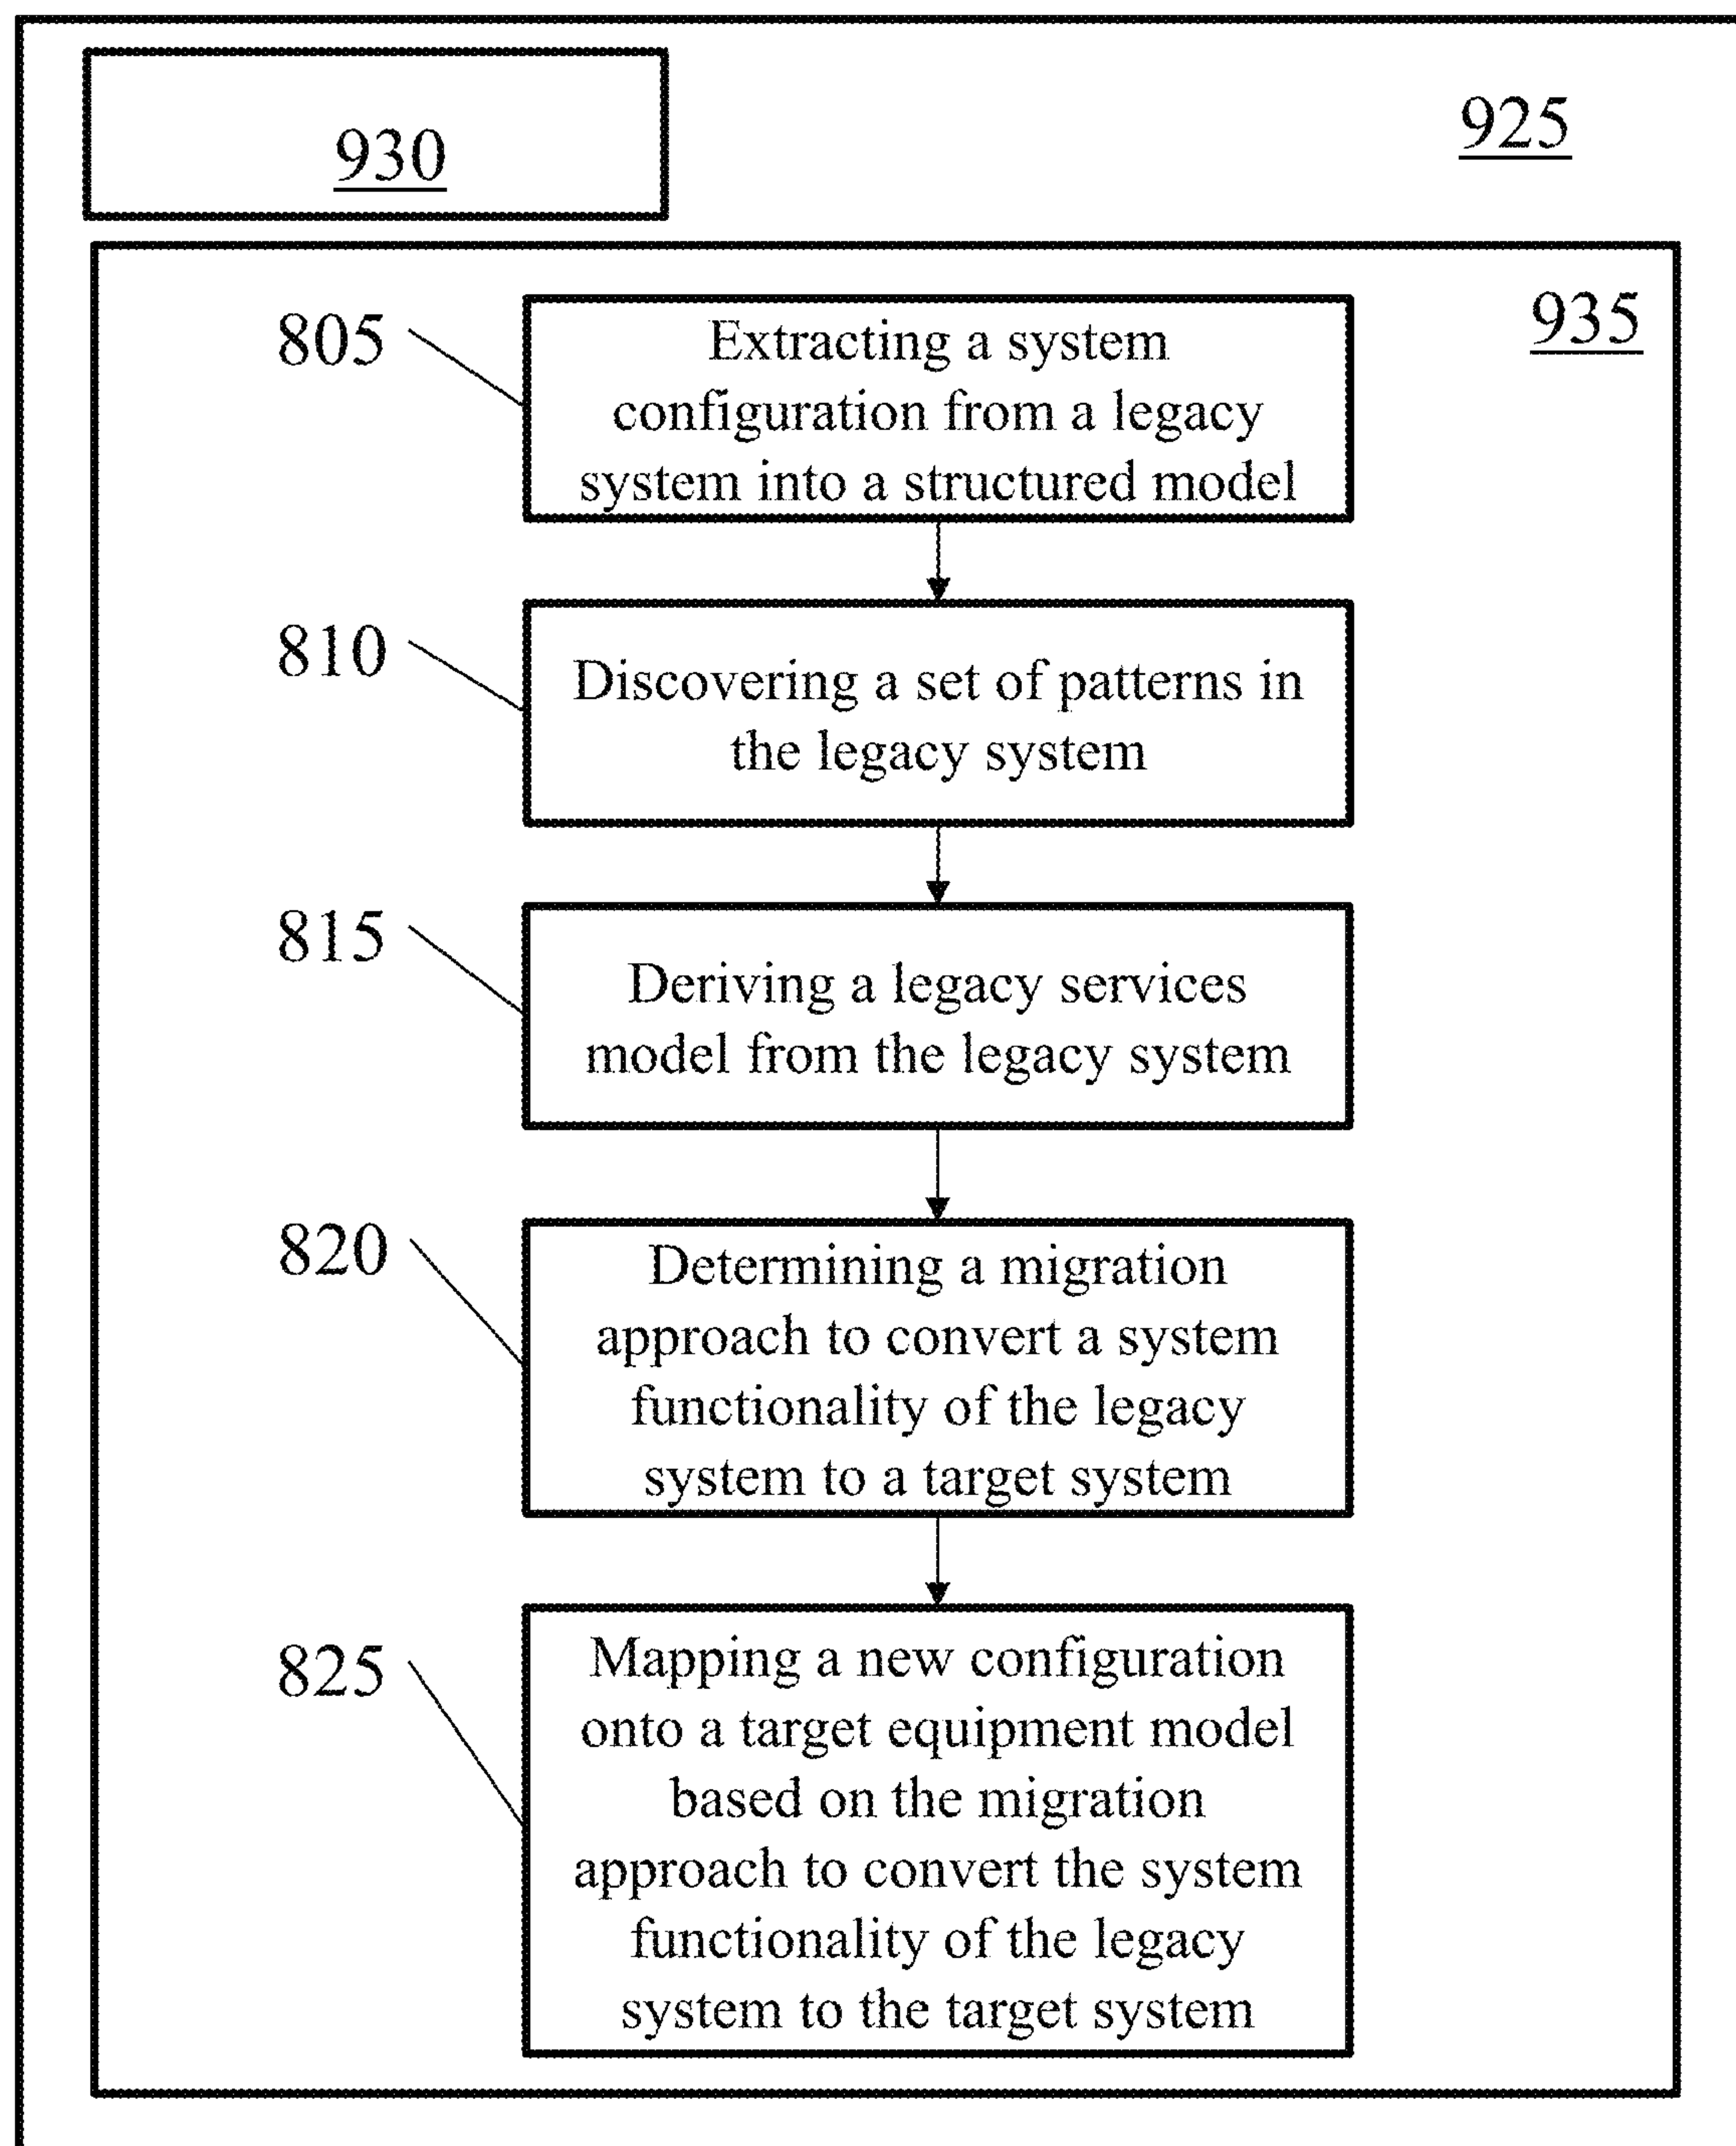 930
925
935
805
Extracting a system
configuration from a legacy
system into a structured model
810
Discovering a set of patterns in
the legacy system
815
Deriving a legacy services
model from the legacy system
820
Determining a migration
approach to convert a system
functionality of the legacy
system to a target system
825
Mapping a new configuration
onto a target equipment model
based on the migration
approach to convert the system
functionality of the legacy
system to the target system